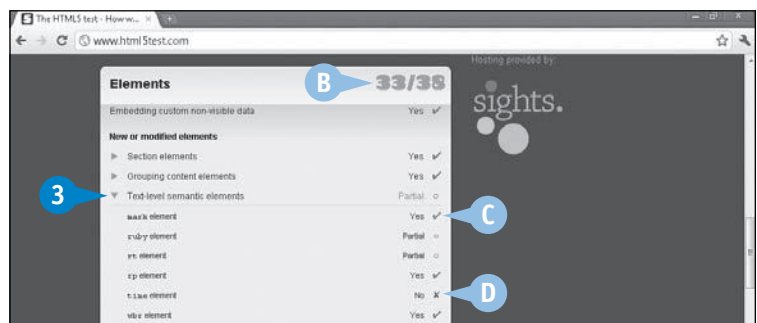 The HTML5 test - How w...
www.html5test.com
Hosting provided by:
sights.
Elements
B
33/38
Embedding custom non-visible data Yes ✔
New or modified elements
▶ Section elements Yes ✔
▶ Grouping content elements Yes ✔
3
▼ Text-level semantic elements Partial ○
mark element Yes ✔
C
ruby element Partial ○
rt element Partial ○
rp element Yes ✔
time element No ✘
D
wbr element Yes ✔